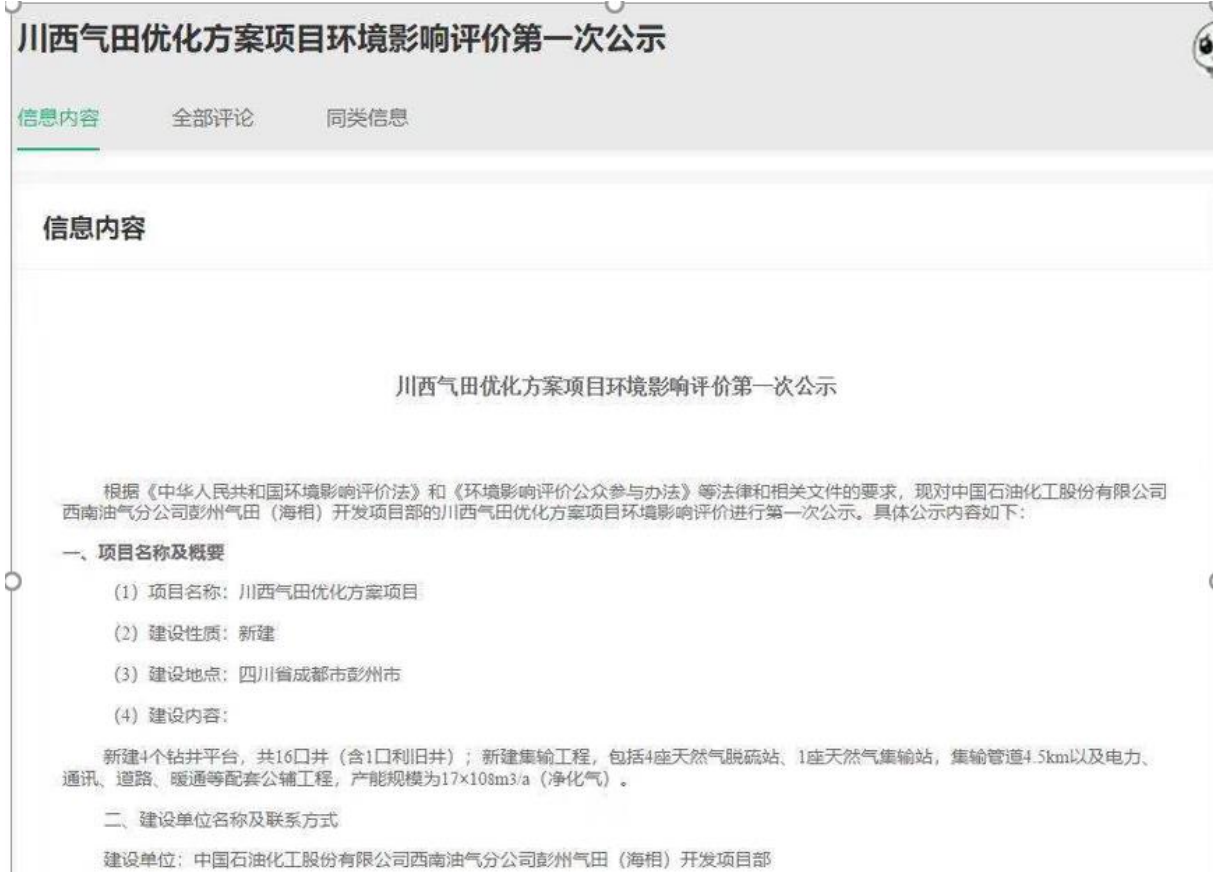 川西气田优化方案项目环境影响评价第一次公示
信息内容 全部评论 同类信息
信息内容
川西气田优化方案项目环境影响评价第一次公示
根据《中华人民共和国环境影响评价法》和《环境影响评价公众参与办法》等法律和相关文件的要求，现对中国石油化工股份有限公司
西南油气分公司彭州气田（海相）开发项目部的川西气田优化方案项目环境影响评价进行第一次公示。具体公示内容如下：
一、项目名称及概要
（1）项目名称：川西气田优化方案项目
（2）建设性质：新建
（3）建设地点：四川省成都市彭州市
（4）建设内容：
新建4个钻井平台，共16口井（含1口利旧井）；新建集输工程，包括4座天然气脱硫站、1座天然气集输站，集输管道4.5km以及电力、
通讯、道路、暖通等配套公辅工程，产能规模为17×108m3/a（净化气）。
二、建设单位名称及联系方式
建设单位：中国石油化工股份有限公司西南油气分公司彭州气田（海相）开发项目部